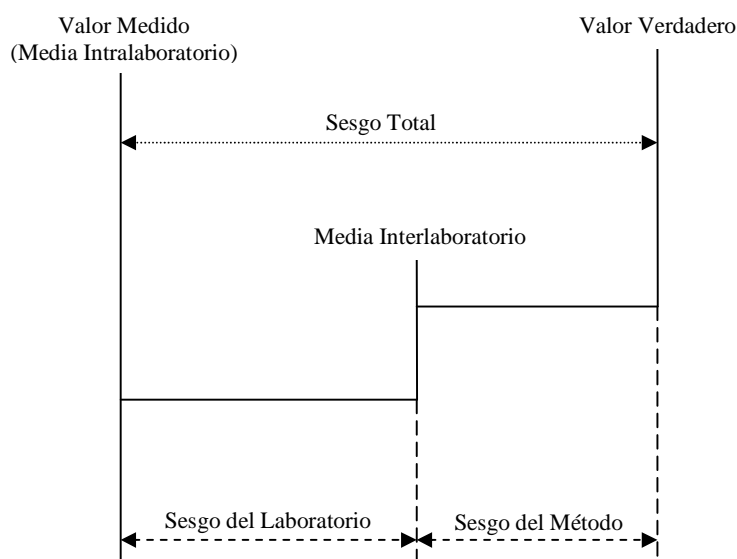 Valor Medido
(Media Intralaboratorio)
Valor Verdadero
Sesgo Total
Media Interlaboratorio
Sesgo del Laboratorio
Sesgo del Método